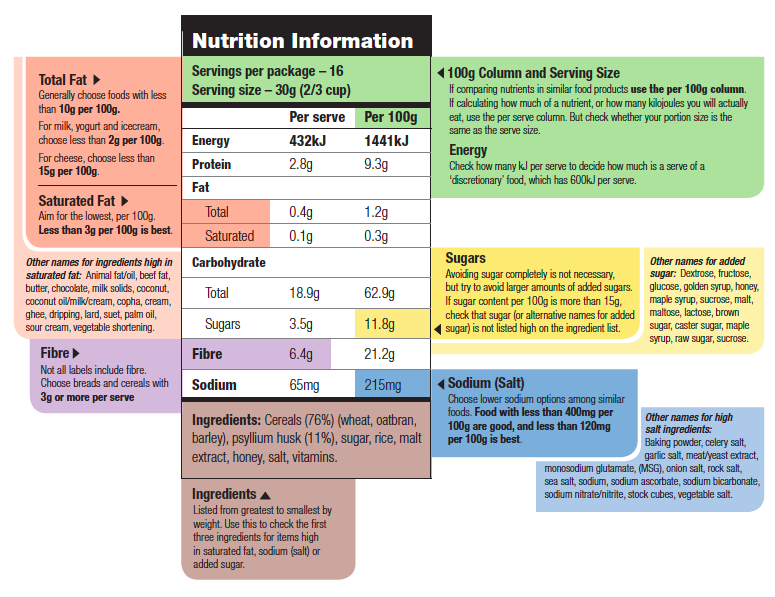 Nutrition Information
Servings per package – 16
Serving size – 30g (2/3 cup)
Per serve Per 100g
Energy 432kJ 1441kJ
Protein 2.8g 9.3g
Fat
Total 0.4g 1.2g
Saturated 0.1g 0.3g
Carbohydrate
Total 18.9g 62.9g
Sugars 3.5g 11.8g
Fibre 6.4g 21.2g
Sodium 65mg 215mg
Ingredients: Cereals (76%) (wheat, oatbran,
barley), psyllium husk (11%), sugar, rice, malt
extract, honey, salt, vitamins.
Total Fat
Generally choose foods with less
than 10g per 100g.
For milk, yogurt and icecream,
choose less than 2g per 100g.
For cheese, choose less than
15g per 100g.
Saturated Fat
Aim for the lowest, per 100g.
Less than 3g per 100g is best.
Other names for ingredients high in
saturated fat: Animal fat/oil, beef fat,
butter, chocolate, milk solids, coconut,
coconut oil/milk/cream, copha, cream,
ghee, dripping, lard, suet, palm oil,
sour cream, vegetable shortening.
Fibre
Not all labels include fibre.
Choose breads and cereals with
3g or more per serve
100g Column and Serving Size
If comparing nutrients in similar food products use the per 100g column.
If calculating how much of a nutrient, or how many kilojoules you will actually
eat, use the per serve column. But check whether your portion size is the
same as the serve size.
Energy
Check how many kJ per serve to decide how much is a serve of a
‘discretionary’ food, which has 600kJ per serve.
Sugars
Avoiding sugar completely is not necessary,
but try to avoid larger amounts of added sugars.
If sugar content per 100g is more than 15g,
check that sugar (or alternative names for added
sugar) is not listed high on the ingredient list.
Other names for added
sugar: Dextrose, fructose,
glucose, golden syrup, honey,
maple syrup, sucrose, malt,
maltose, lactose, brown
sugar, caster sugar, maple
syrup, raw sugar, sucrose.
Sodium (Salt)
Choose lower sodium options among similar
foods. Food with less than 400mg per
100g are good, and less than 120mg
per 100g is best.
Other names for high
salt ingredients:
Baking powder, celery salt,
garlic salt, meat/yeast extract,
monosodium glutamate, (MSG), onion salt, rock salt,
sea salt, sodium, sodium ascorbate, sodium bicarbonate,
sodium nitrate/nitrite, stock cubes, vegetable salt.
Ingredients
Listed from greatest to smallest by
weight. Use this to check the first
three ingredients for items high
in saturated fat, sodium (salt) or
added sugar.